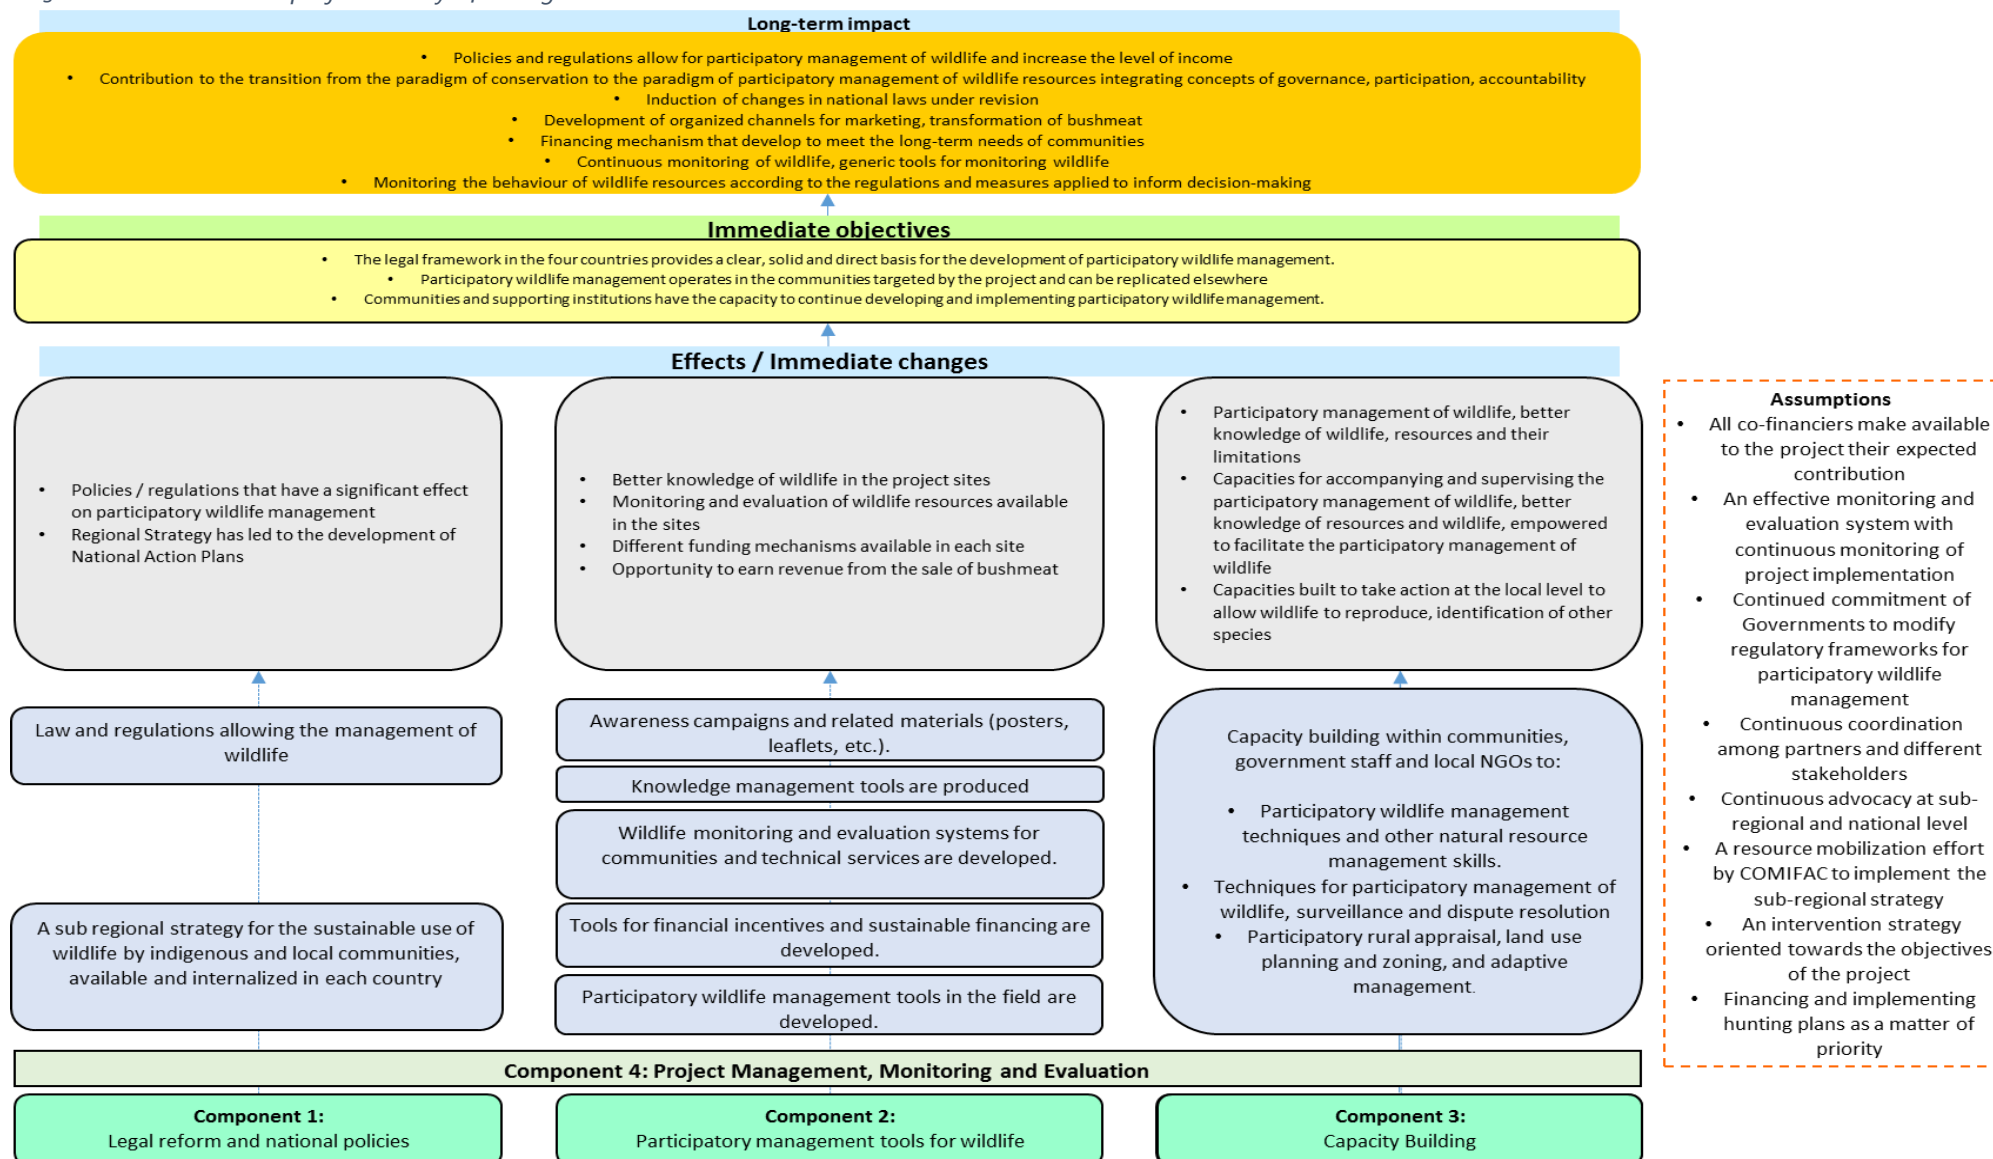 Long-term impact
• Policies and regulations allow for participatory management of wildlife and increase the level of income
• Contribution to the transition from the paradigm of conservation to the paradigm of participatory management of wildlife resources integrating concepts of governance, participation, accountability
• Induction of changes in national laws under revision
• Development of organized channels for marketing, transformation of bushmeat
• Financing mechanism that develop to meet the long-term needs of communities
• Continuous monitoring of wildlife, generic tools for monitoring wildlife
• Monitoring the behaviour of wildlife resources according to the regulations and measures applied to inform decision-making
Immediate objectives
• The legal framework in the four countries provides a clear, solid and direct basis for the development of participatory wildlife management.
• Participatory wildlife management operates in the communities targeted by the project and can be replicated elsewhere
• Communities and supporting institutions have the capacity to continue developing and implementing participatory wildlife management.
Effects / Immediate changes
• Policies / regulations that have a significant effect
on participatory wildlife management
• Regional Strategy has led to the development of
National Action Plans
• Better knowledge of wildlife in the project sites
• Monitoring and evaluation of wildlife resources available
in the sites
• Different funding mechanisms available in each site
• Opportunity to earn revenue from the sale of bushmeat
• Participatory management of wildlife, better
knowledge of wildlife, resources and their
limitations
• Capacities for accompanying and supervising the
participatory management of wildlife, better
knowledge of resources and wildlife, empowered
to facilitate the participatory management of
wildlife
• Capacities built to take action at the local level to
allow wildlife to reproduce, identification of other
species
Law and regulations allowing the management of
wildlife
A sub regional strategy for the sustainable use of
wildlife by indigenous and local communities,
available and internalized in each country
Awareness campaigns and related materials (posters,
leaflets, etc.).
Knowledge management tools are produced
Wildlife monitoring and evaluation systems for
communities and technical services are developed.
Tools for financial incentives and sustainable financing are
developed.
Participatory wildlife management tools in the field are
developed.
Capacity building within communities,
government staff and local NGOs to:
• Participatory wildlife management
techniques and other natural resource
management skills.
• Techniques for participatory management of
wildlife, surveillance and dispute resolution
• Participatory rural appraisal, land use
planning and zoning, and adaptive
management.
Component 4: Project Management, Monitoring and Evaluation
Component 1:
Legal reform and national policies
Component 2:
Participatory management tools for wildlife
Component 3:
Capacity Building
Assumptions
• All co-financiers make available
to the project their expected
contribution
• An effective monitoring and
evaluation system with
continuous monitoring of
project implementation
• Continued commitment of
Governments to modify
regulatory frameworks for
participatory wildlife
management
• Continuous coordination
among partners and different
stakeholders
• Continuous advocacy at sub-
regional and national level
• A resource mobilization effort
by COMIFAC to implement the
sub-regional strategy
• An intervention strategy
oriented towards the objectives
of the project
• Financing and implementing
hunting plans as a matter of
priority